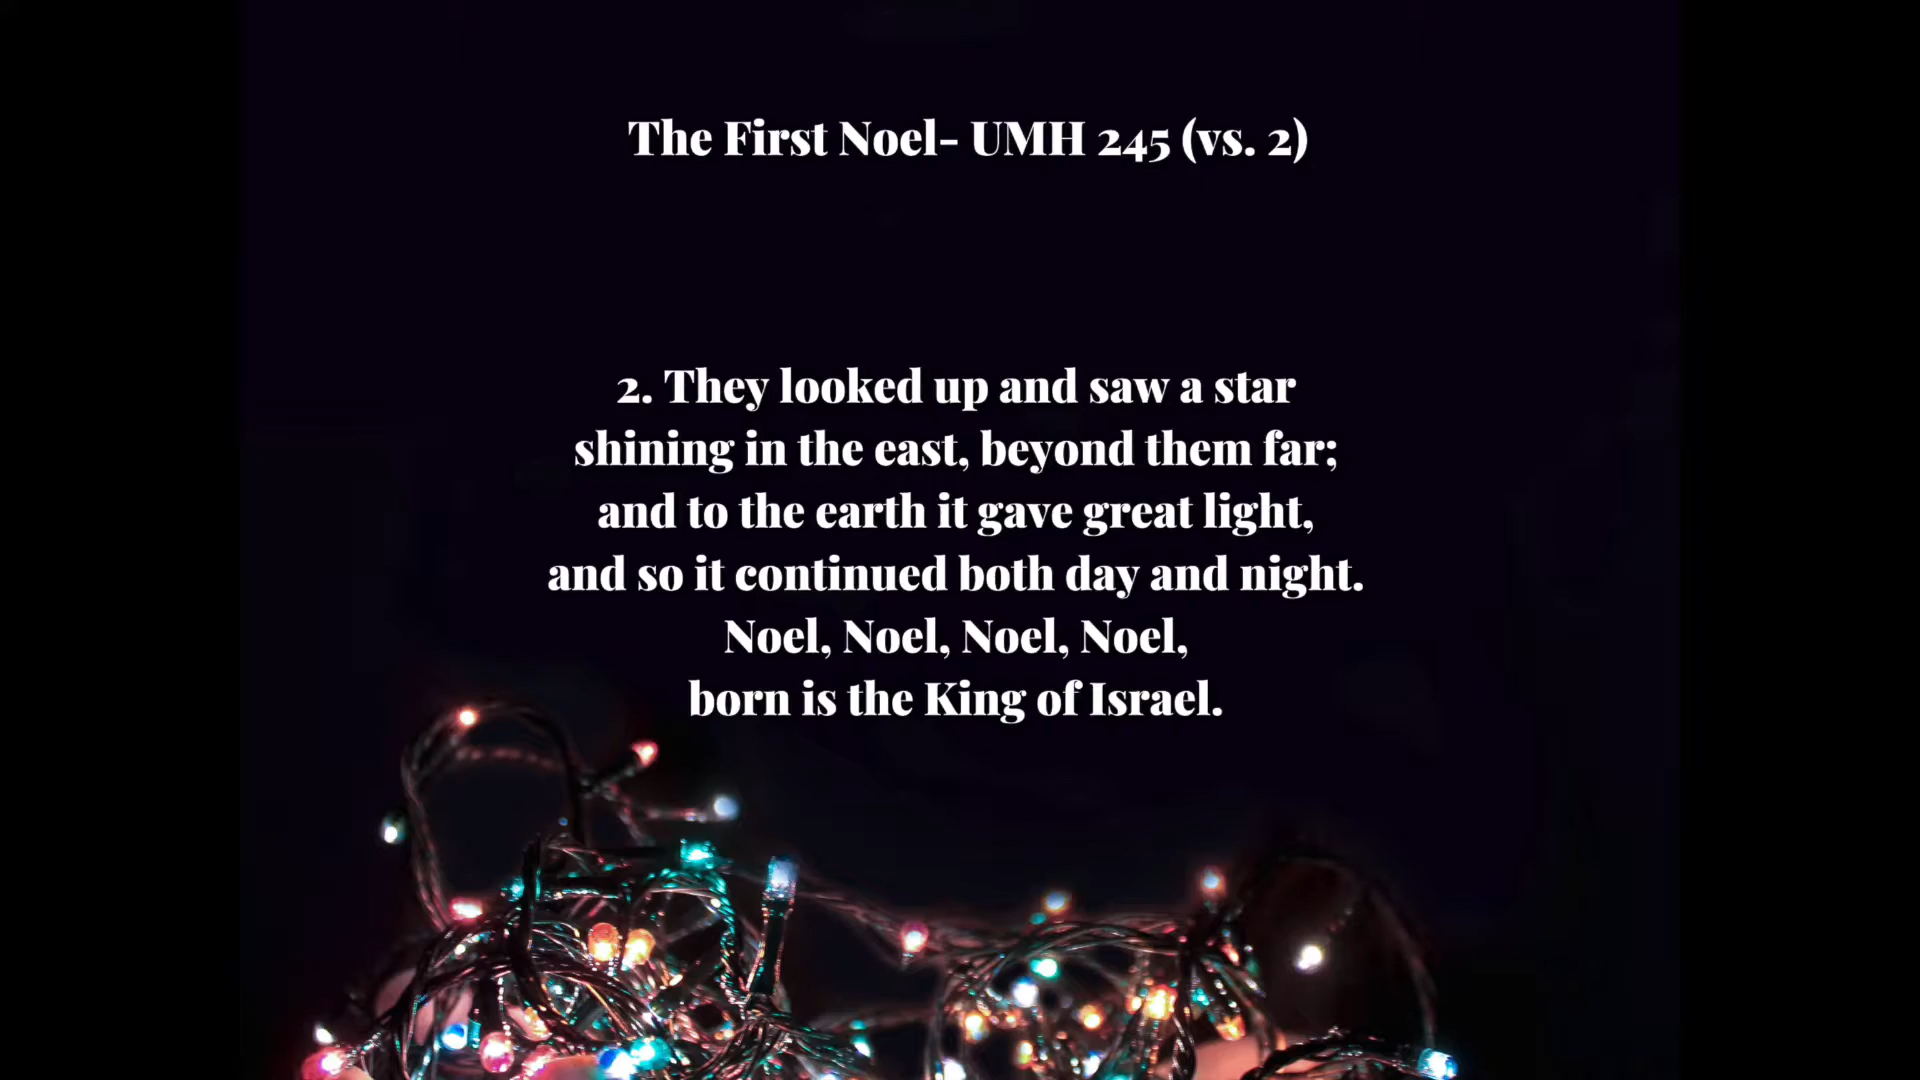 The First Noel- UMH 245 (vs. 2)
2. They looked up and saw a star
shining in the east, beyond them far;
and to the earth it gave great light,
and so it continued both day and night.
Noel, Noel, Noel, Noel,
born is the King of Israel.